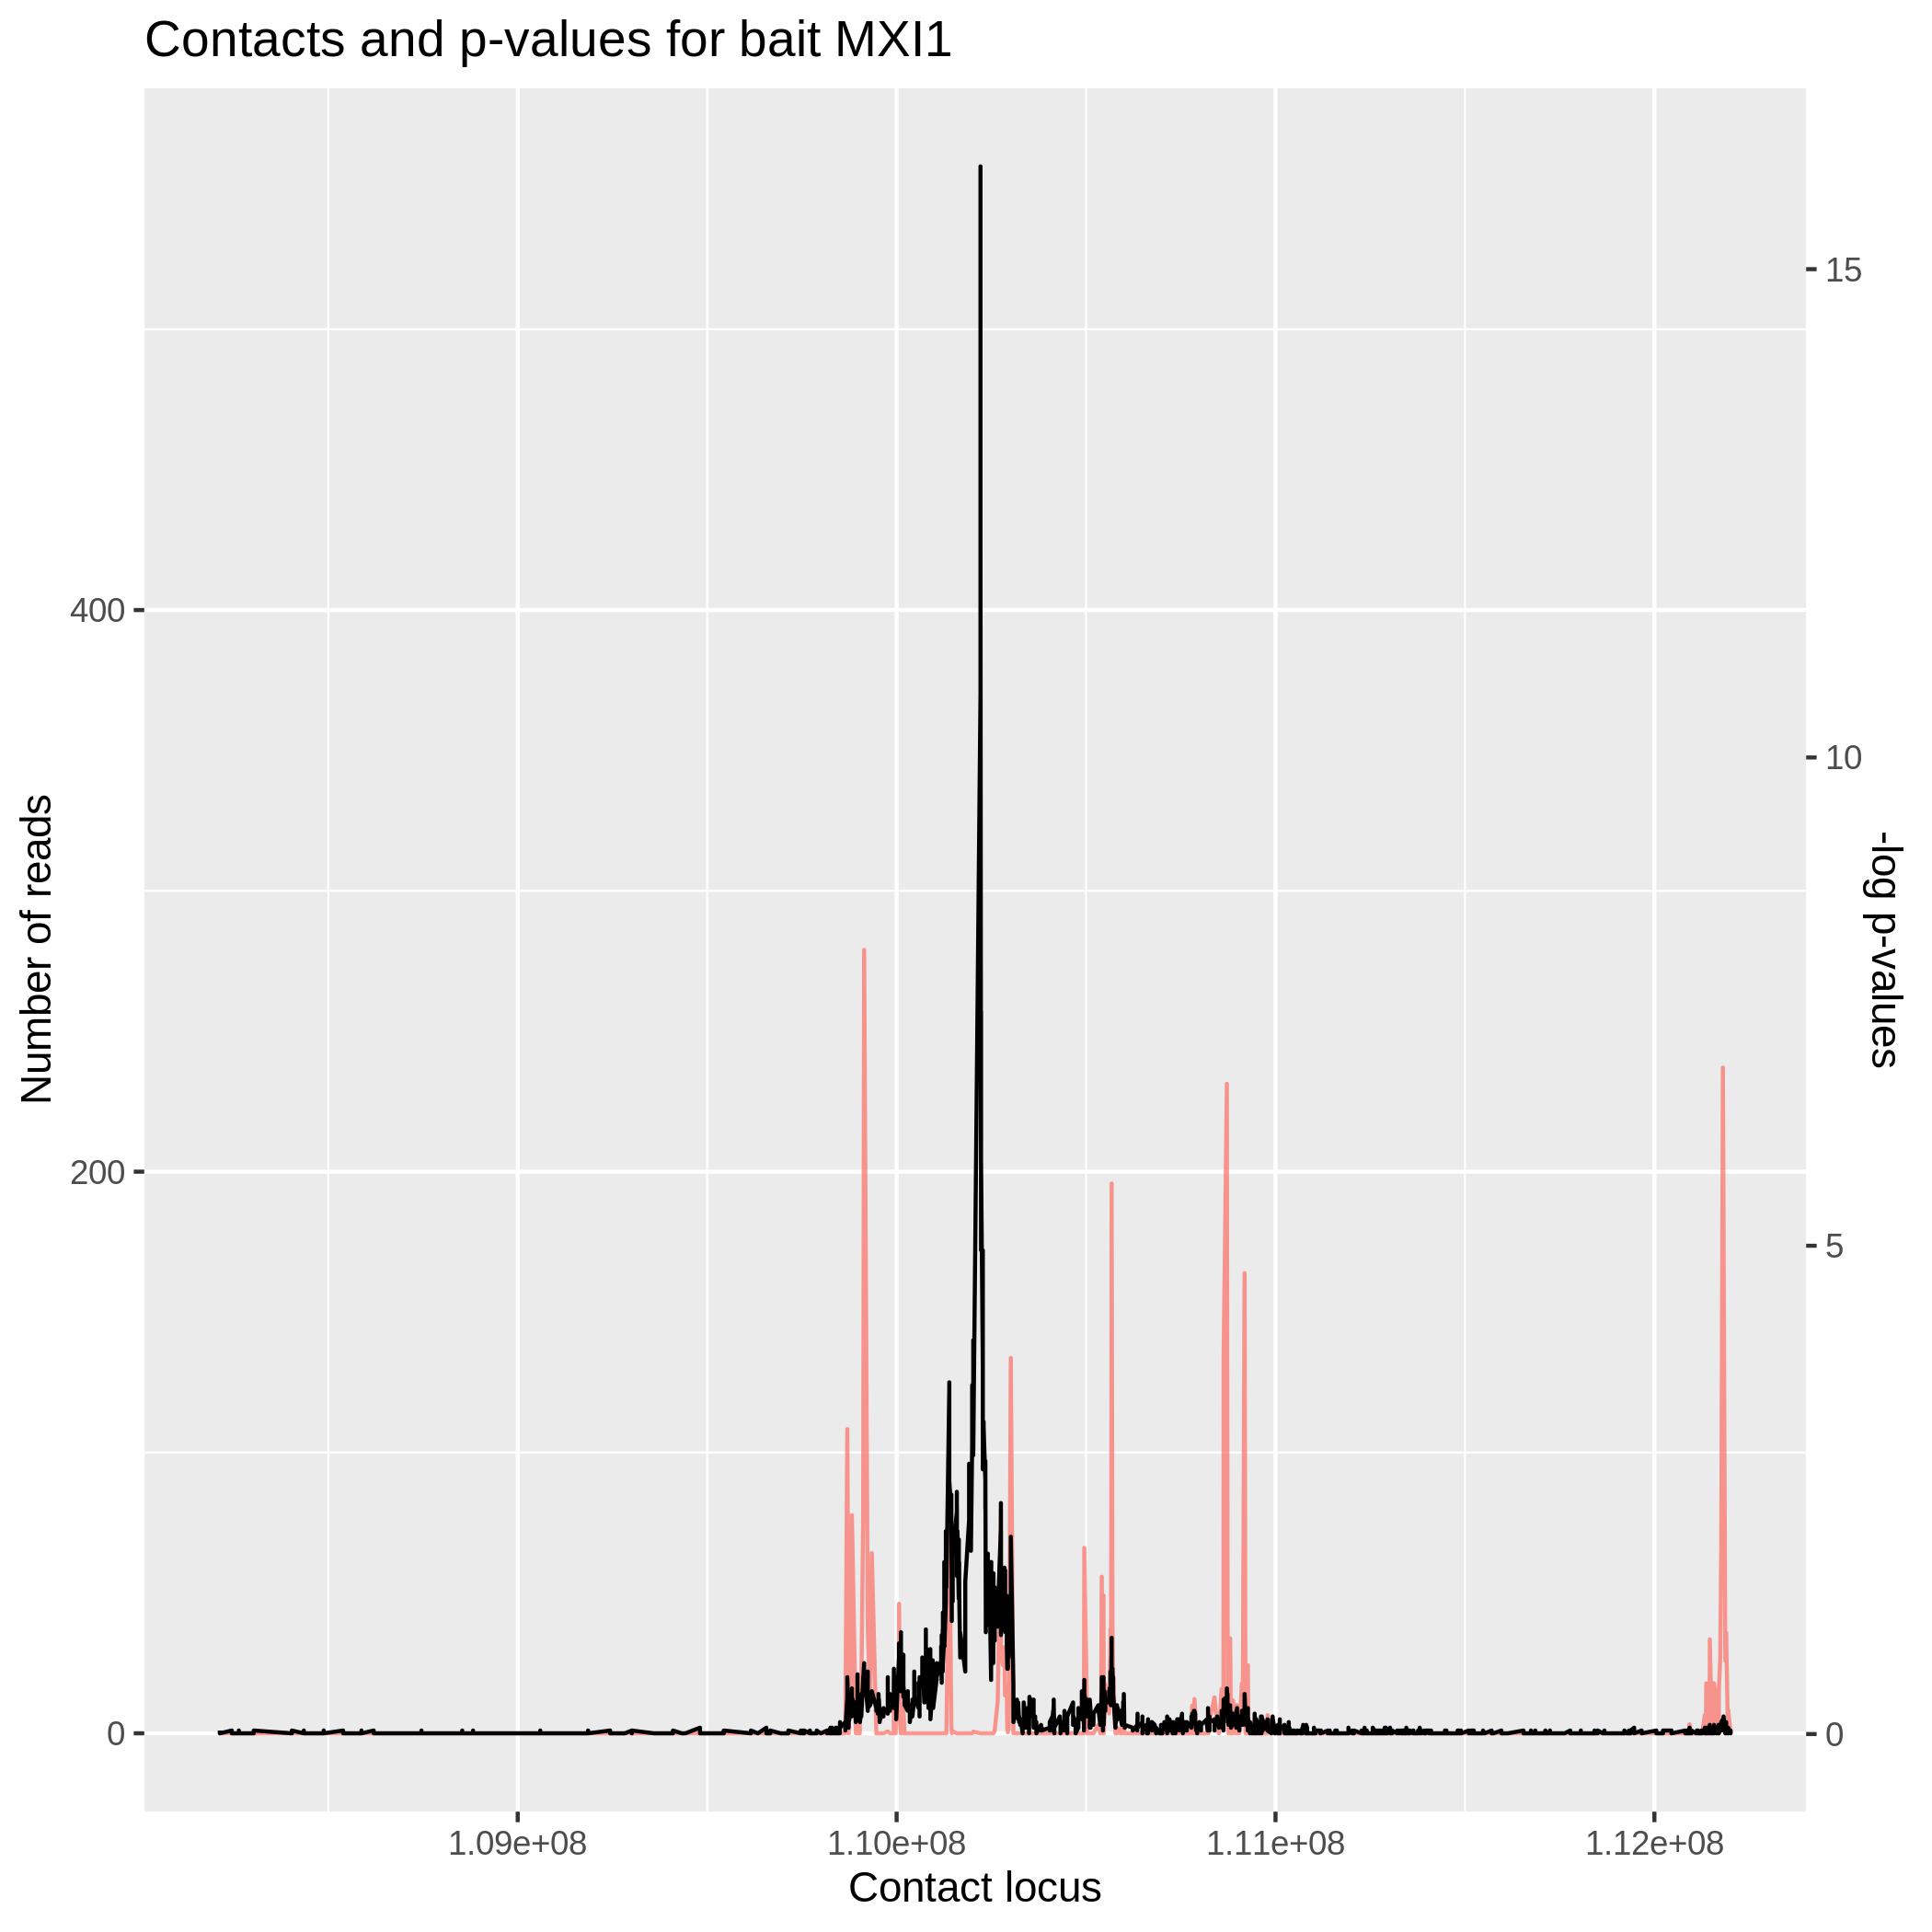 Contacts and p-values for bait MXI1
Number of reads
400
200
0
15
10
5
0
-log p-values
1.09e+08
1.10e+08
1.11e+08
1.12e+08
Contact locus